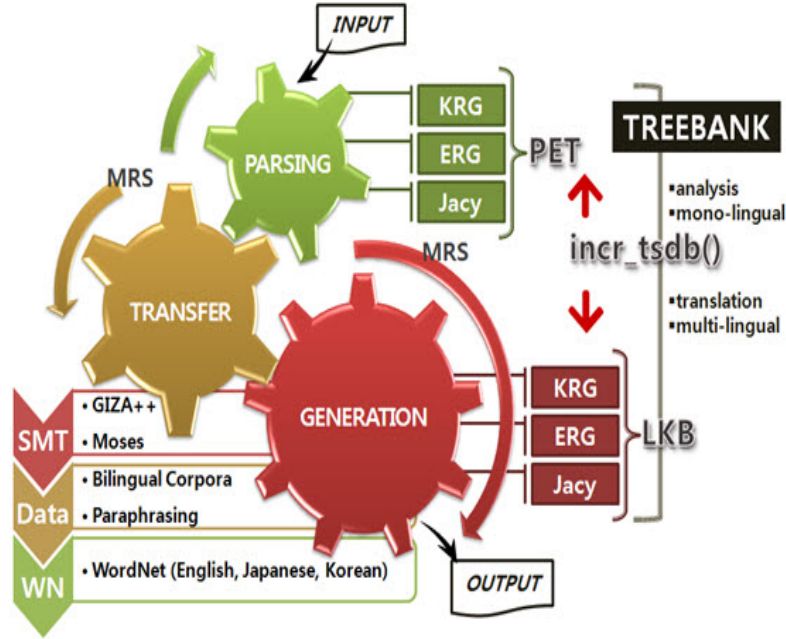 INPUT
PARSING
KRG
ERG
Jacy
PET
TREEBANK
▪analysis
▪mono-lingual
incr_tsdb()
▪translation
▪multi-lingual
MRS
TRANSFER
MRS
GENERATION
KRG
ERG
Jacy
LKB
SMT
• GIZA++
• Moses
Data
• Bilingual Corpora
• Paraphrasing
WN
• WordNet (English, Japanese, Korean)
OUTPUT